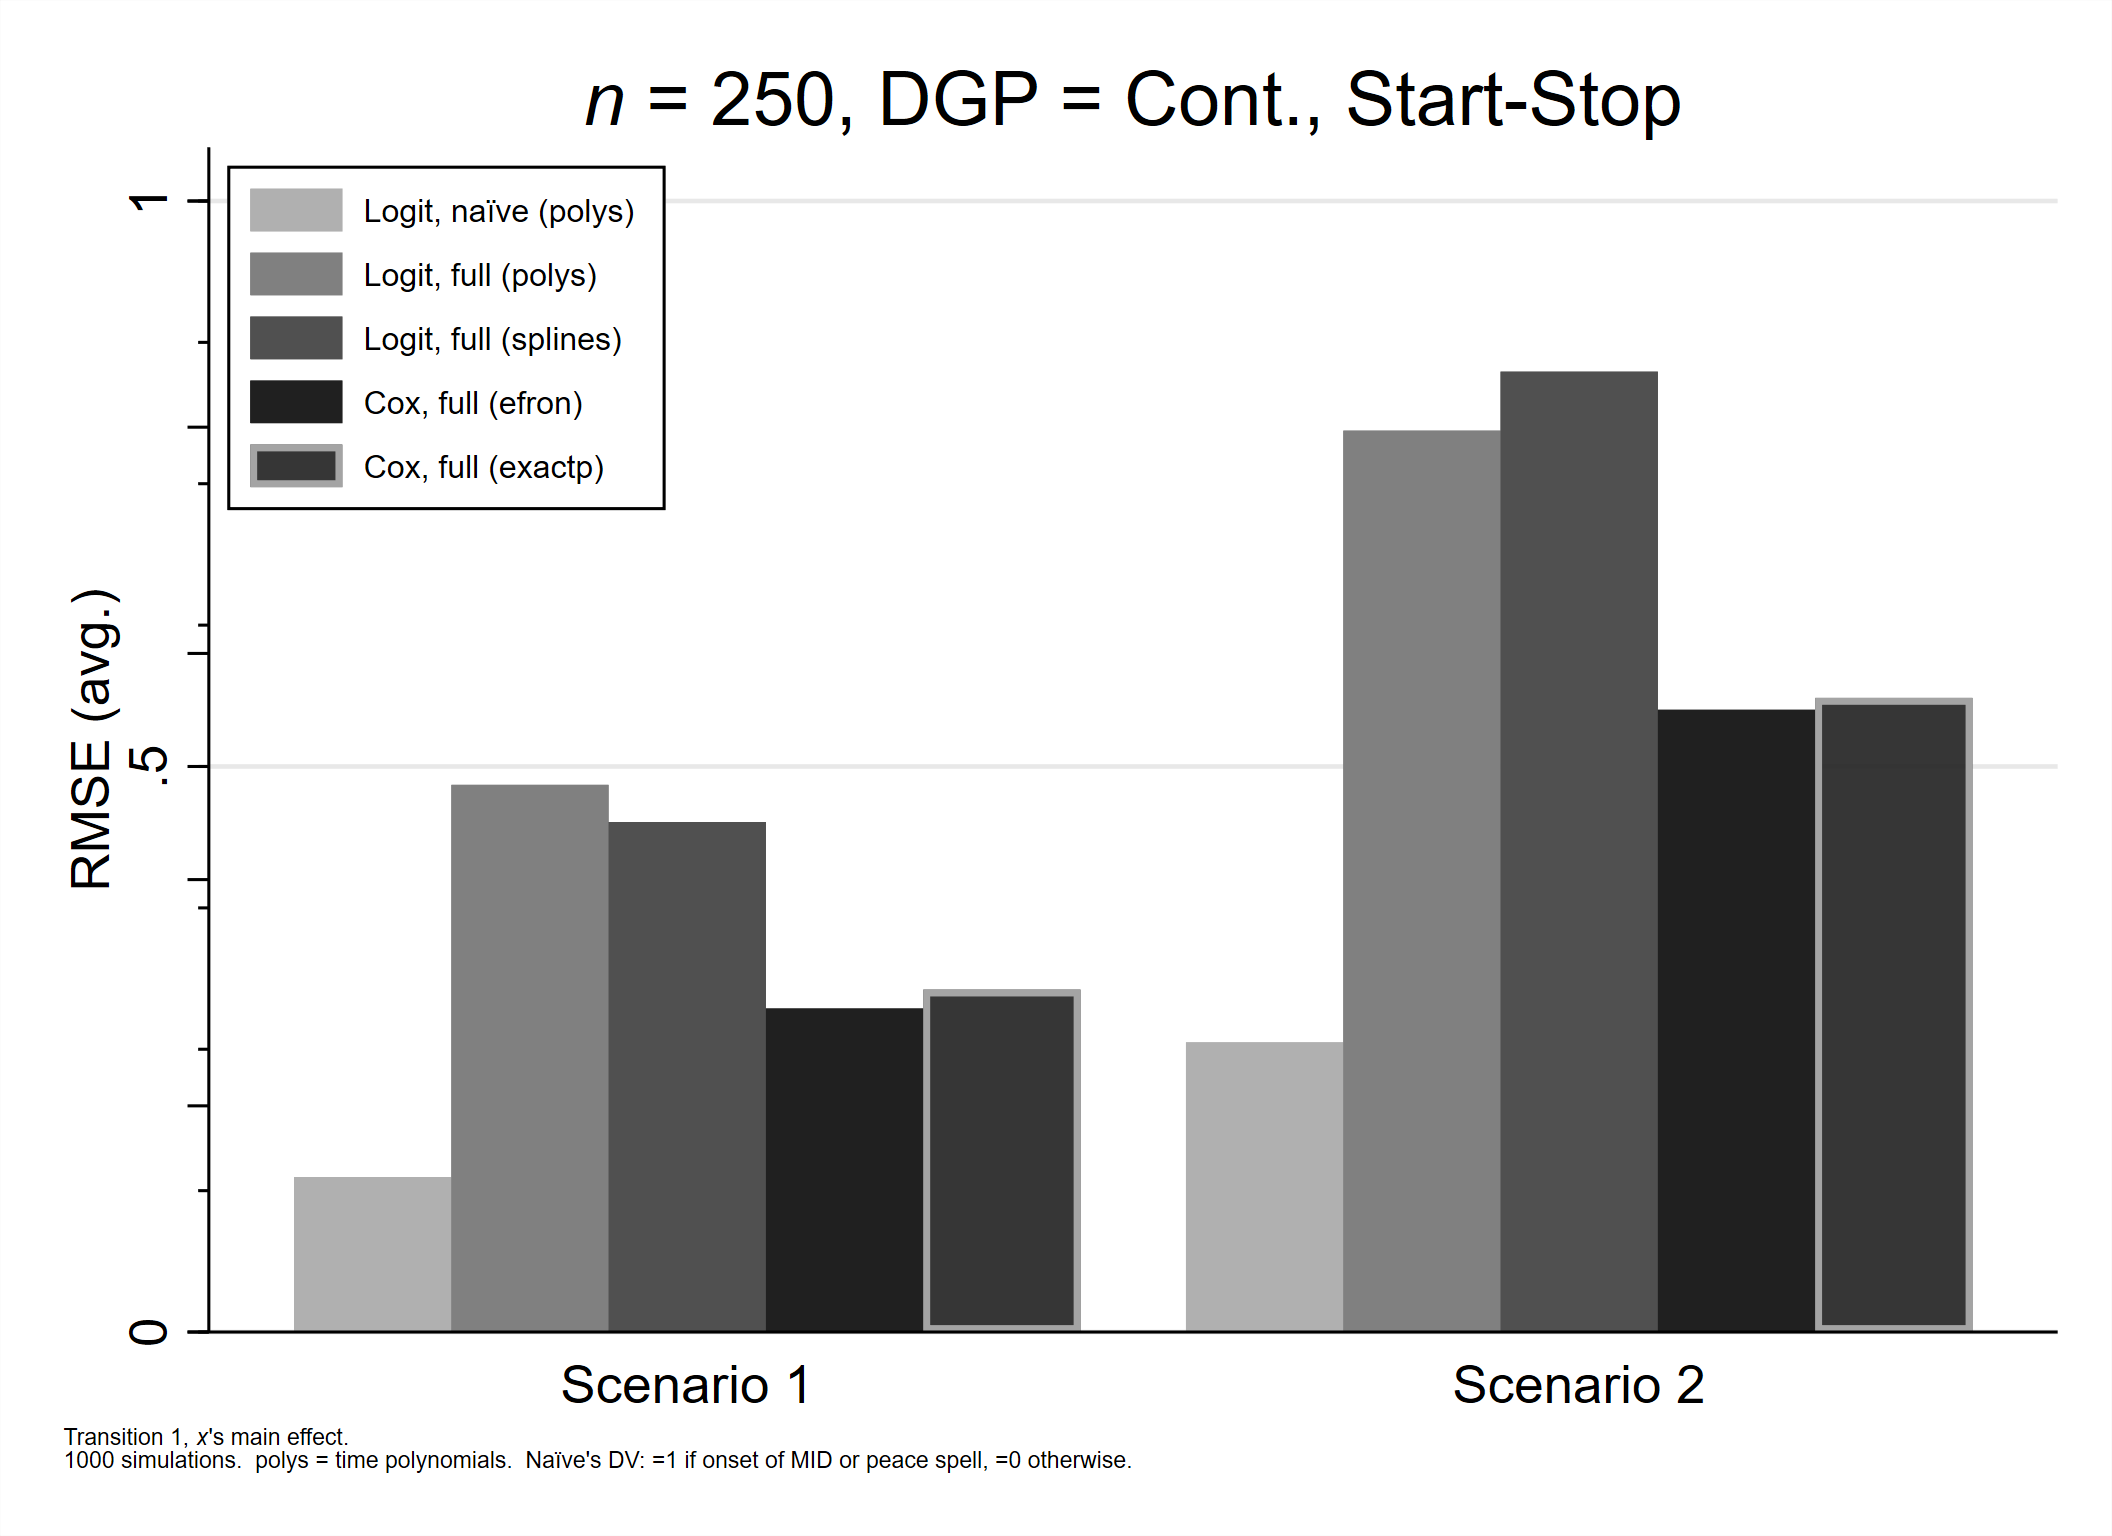 n = 250, DGP = Cont., Start-Stop
Logit, naïve (polys)
Logit, full (polys)
Logit, full (splines)
Cox, full (efron)
Cox, full (exactp)
RMSE (avg.)
1
.5
0
Scenario 1
Scenario 2
Transition 1, x's main effect.
1000 simulations.  polys = time polynomials.  Naïve's DV: =1 if onset of MID or peace spell, =0 otherwise.